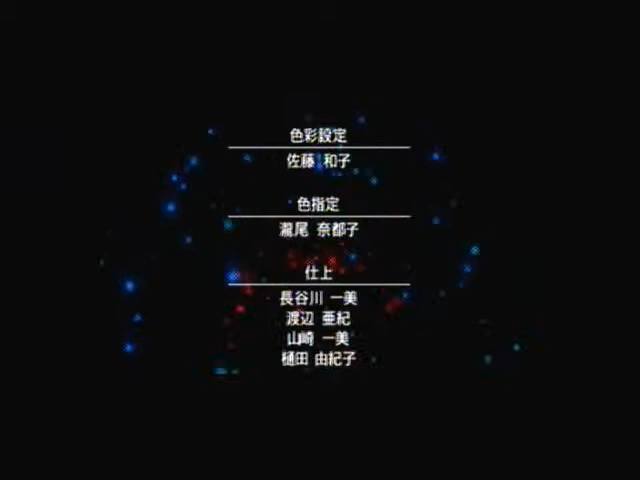 色彩設定
佐藤 和子
色指定
瀧尾 奈都子
仕上
長谷川 一美
渡辺 亜紀
山崎 一美
樋田 由紀子